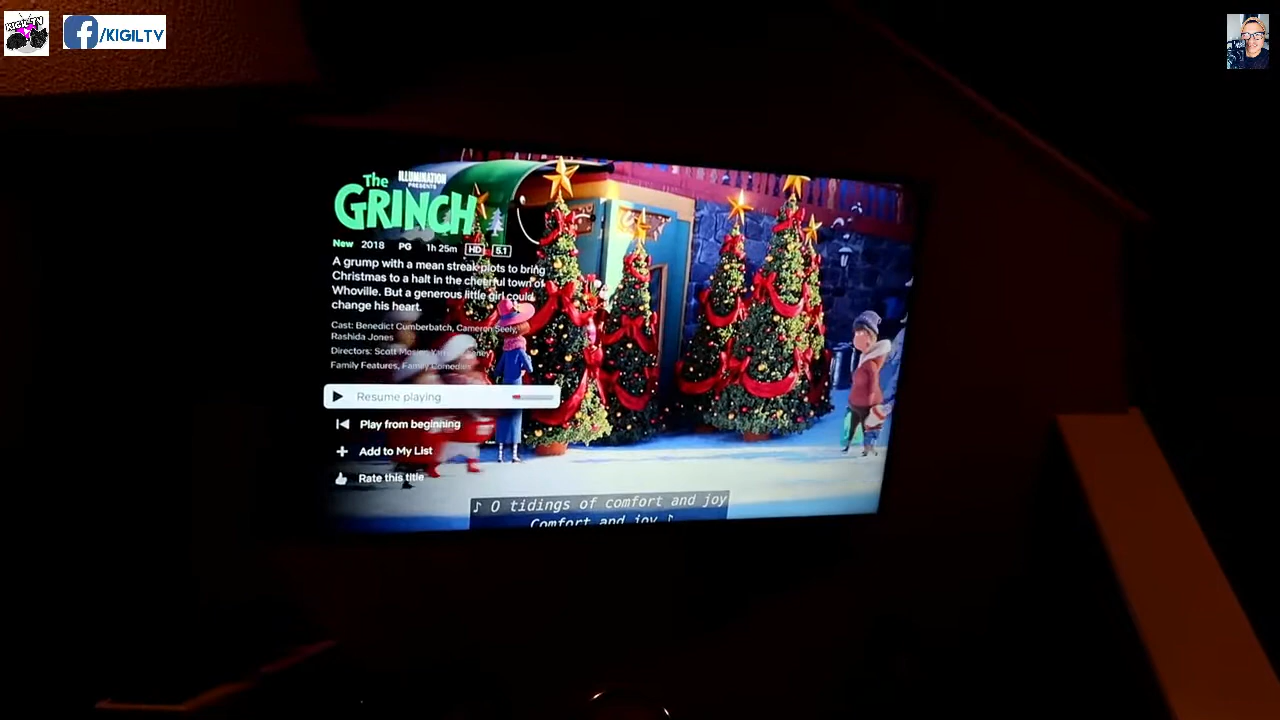 KIGIL TV
/KIGILTV
The
GRINCH
ILLUMINATION
PRESENTS
New 2018 PG 1h 25m HD 5.1
A grump with a mean streak plots to bring
Christmas to a halt in the cheerful town of
Whoville. But a generous little girl could
change his heart.
Cast: Benedict Cumberbatch, Cameron Seely,
Rashida Jones
Directors: Scott Mosier,
Family Features, Family Comedies
Resume playing
Play from beginning
Add to My List
Rate this title
♪ O tidings of comfort and joy
Comfort and joy ♪